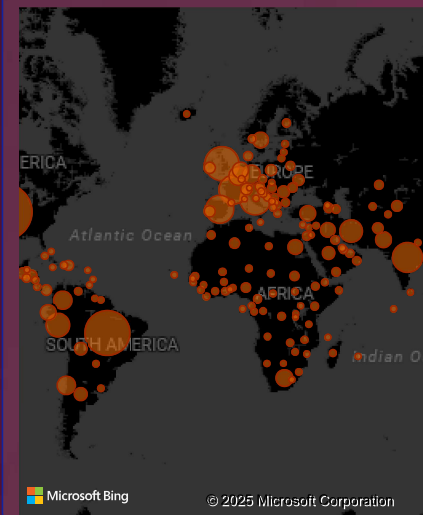 ERICA
EUROPE
Atlantic Ocean
AFRICA
SOUTH AMERICA
Indian O
Microsoft Bing
© 2025 Microsoft Corporation